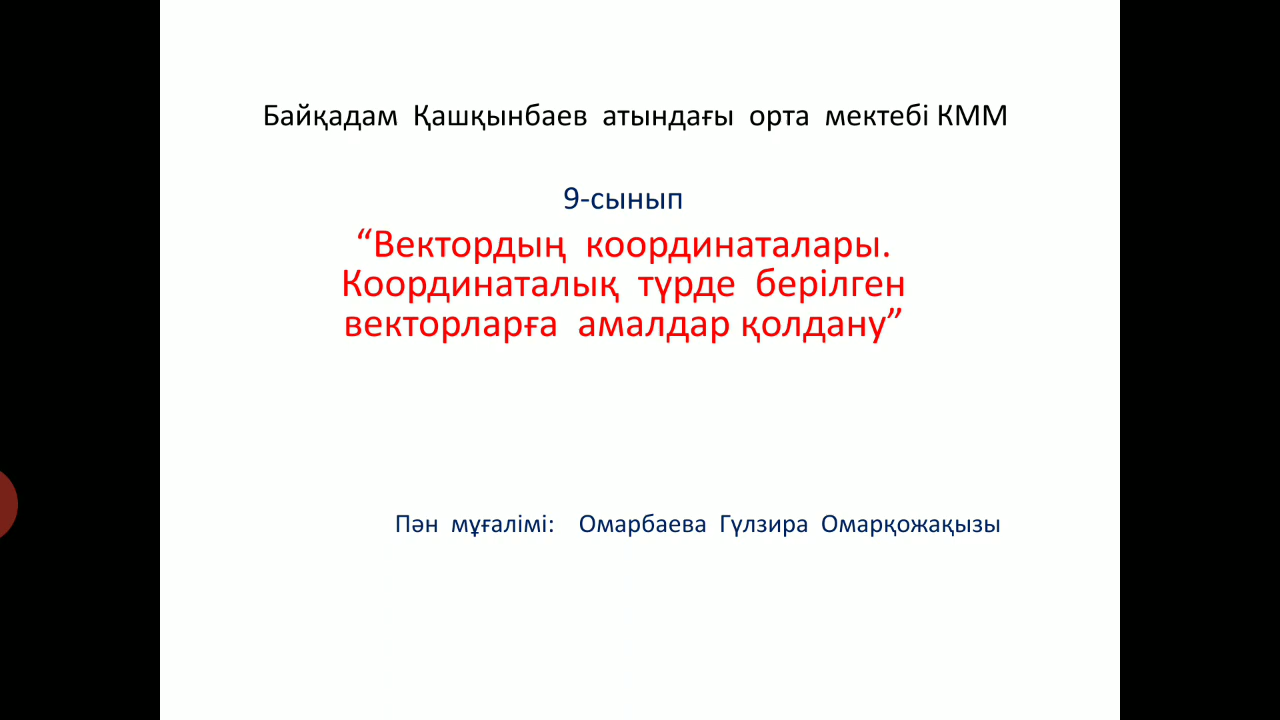 Байқадам Қашқынбаев атындағы орта мектебі КММ
9-сынып
“Вектордың координаталары.
Координаталық түрде берілген
векторларға амалдар қолдану”
Пән мұғалімі: Омарбаева Гүлзира Омарқожақызы